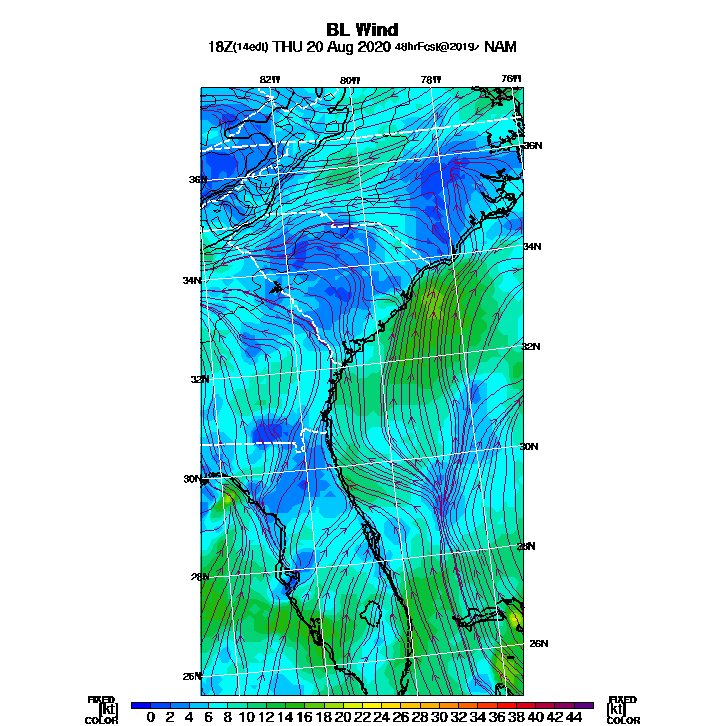 BL Wind
18Z(14edt) THU 20 Aug 2020 48hrFcst@2019z NAM
82W 80W 78W 76W
36N
36N
34N
34N
32N
32N
30N
30N
28N
28N
26N
26N
FIXED FIXED
[kt] 0 2 4 6 8 10 12 14 16 18 20 22 24 26 28 30 32 34 36 38 40 42 44 [kt]
COLOR COLOR